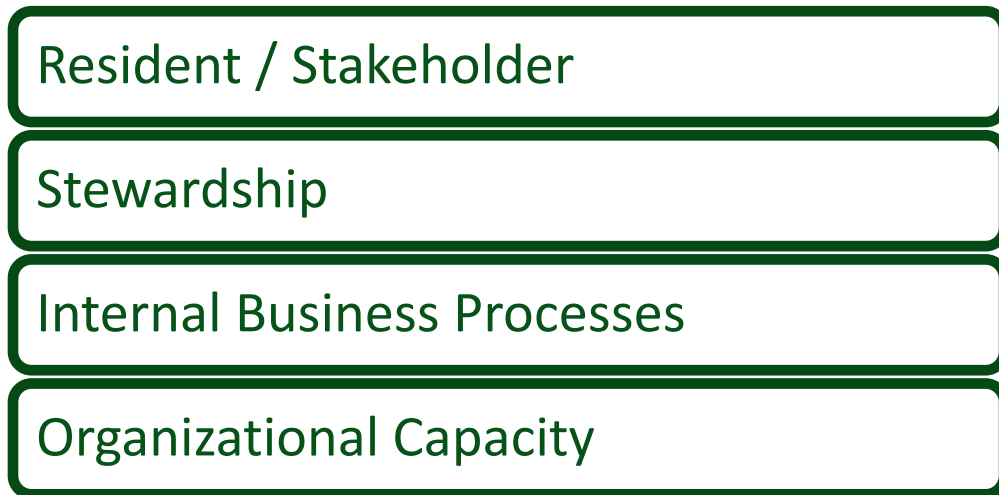 Resident / Stakeholder
Stewardship
Internal Business Processes
Organizational Capacity